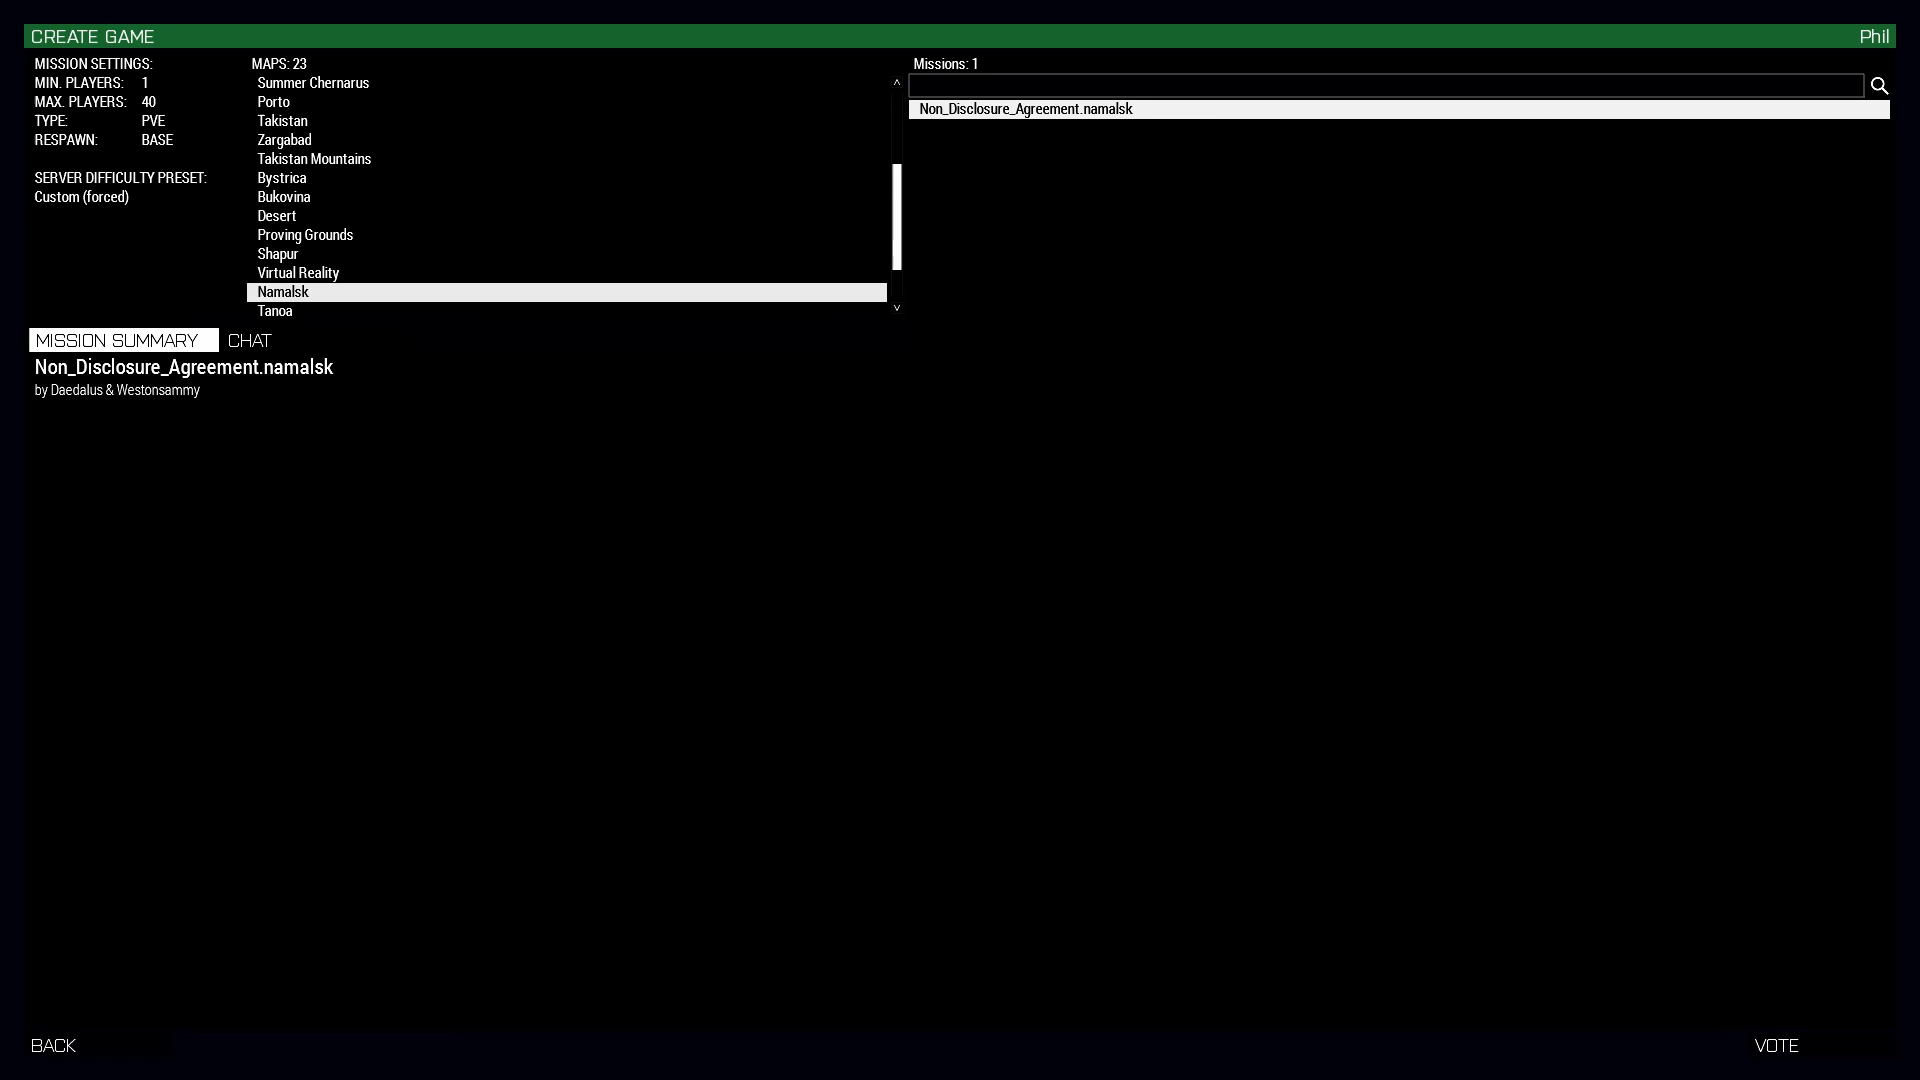 CREATE GAME
Phil
MISSION SETTINGS:
MIN. PLAYERS: 1
MAX. PLAYERS: 40
TYPE: PVE
RESPAWN: BASE
SERVER DIFFICULTY PRESET:
Custom (forced)
MAPS: 23
Summer Chernarus
Porto
Takistan
Zargabad
Takistan Mountains
Bystrica
Bukovina
Desert
Proving Grounds
Shapur
Virtual Reality
Namalsk
Tanoa
Missions: 1
Non_Disclosure_Agreement.namalsk
MISSION SUMMARY
CHAT
Non_Disclosure_Agreement.namalsk
by Daedalus & Westonsammy
BACK
VOTE